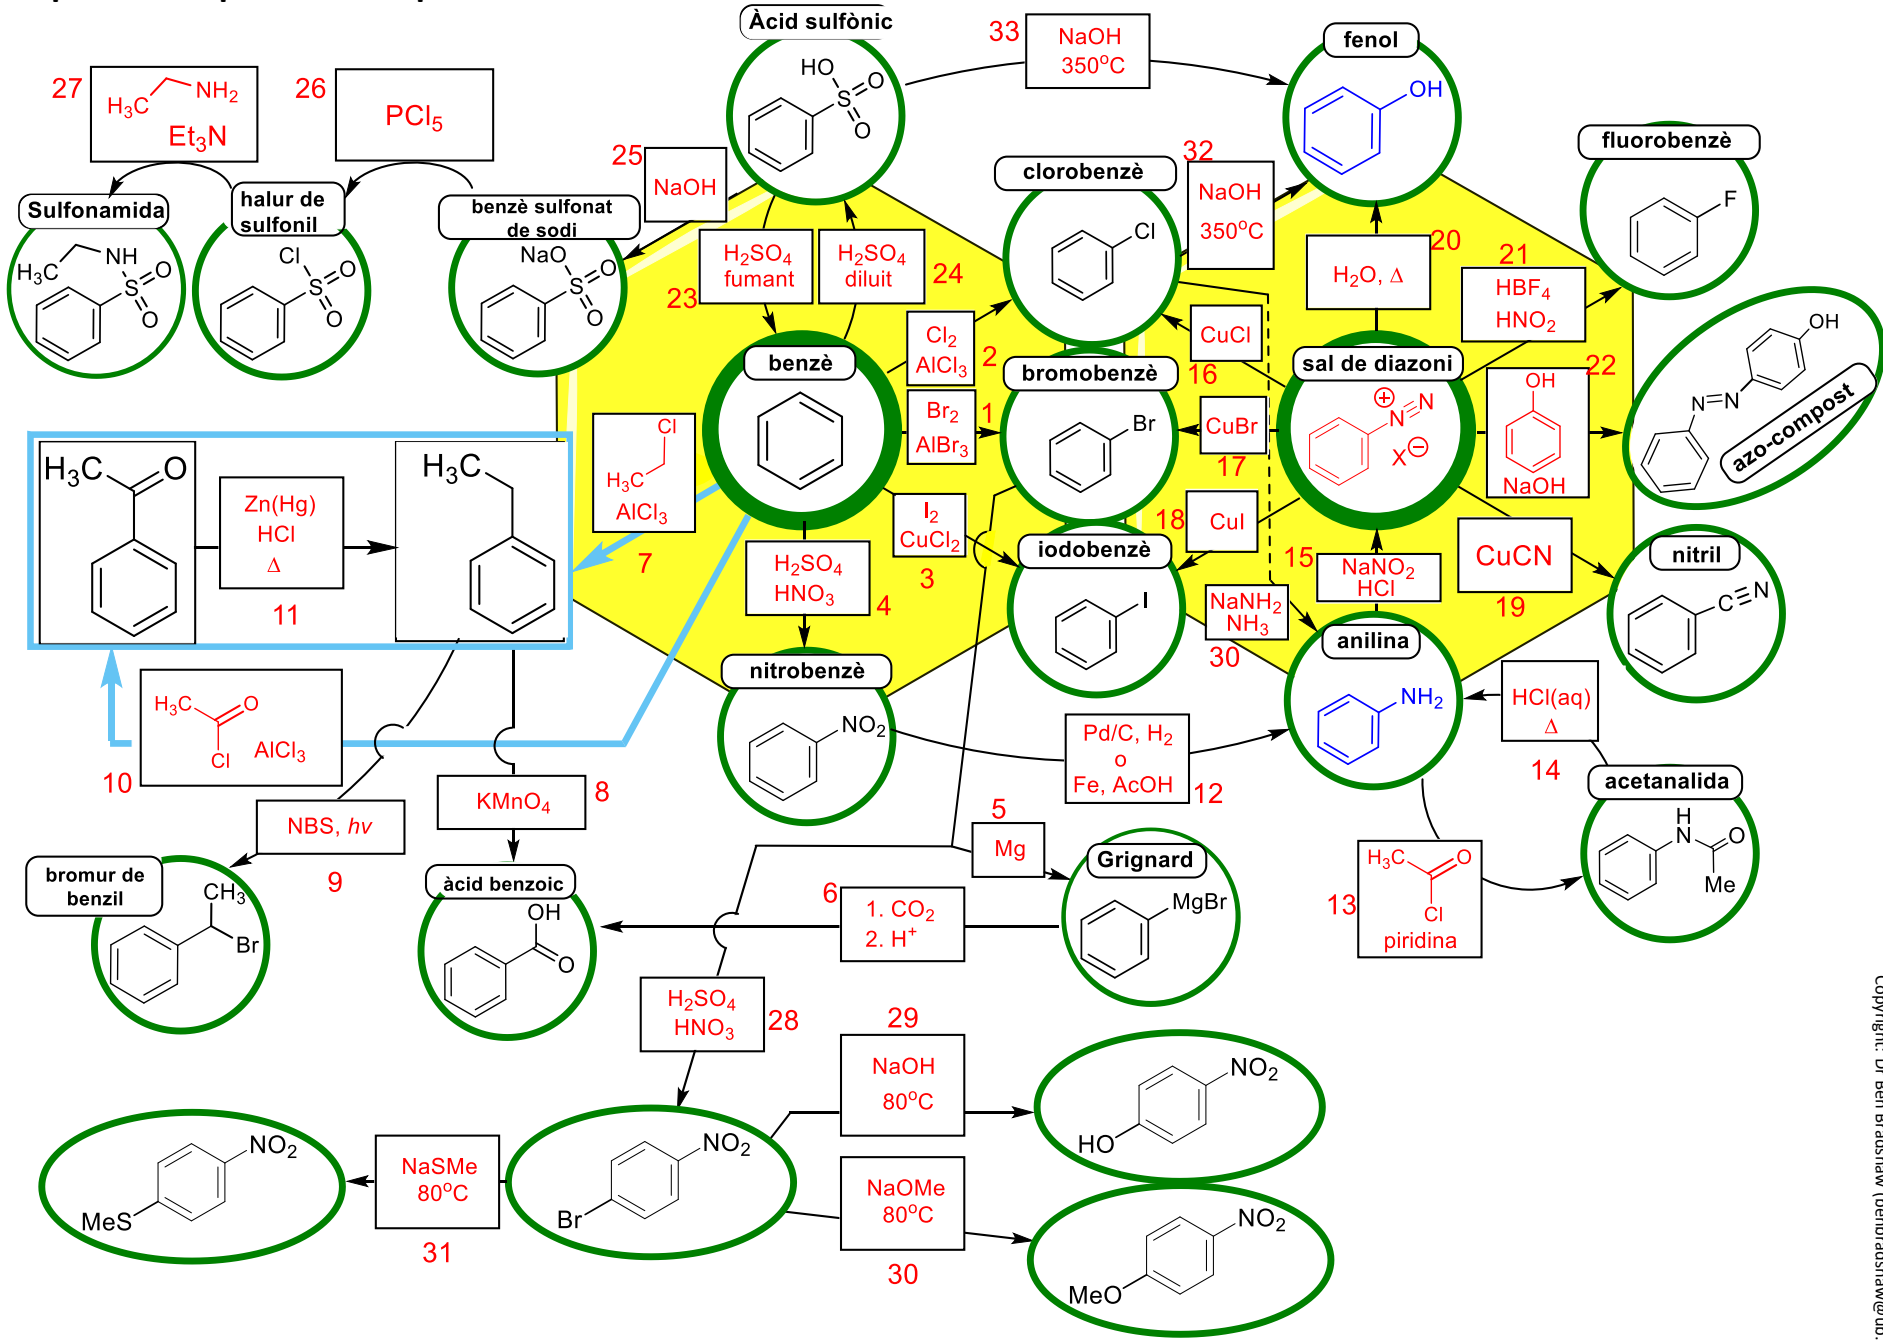 Àcid sulfònic
HO
S
O
O
33
NaOH
350°C
fenol
OH
27
H3C
NH2
Et3N
26
PCl5
25
NaOH
clorobenzè
Cl
32
NaOH
350°C
fluorobenzè
F
Sulfonamida
H3C
NH
S
O
O
halur de
sulfonil
Cl
S
O
O
benzè sulfonat
de sodi
NaO
S
O
O
H2SO4
fumant
23
H2SO4
diluit
24
H2O, Δ
20
21
HBF4
HNO2
Cl2
AlCl3
2
CuCl
16
benzè
bromobenzè
Br
sal de diazoni
N≡N
⊕
X⊖
22
OH
NaOH
OH
N=N
azo-compost
Br2
AlBr3
1
CuBr
17
Cl
H3C
AlCl3
7
H3C
O
Zn(Hg)
HCl
Δ
11
H3C
I2
CuCl2
3
18
CuI
iodobenzè
I
15
NaNO2
HCl
CuCN
19
nitril
C≡N
H2SO4
HNO3
4
NaNH2
NH3
30
anilina
NH2
nitrobenzè
NO2
HCl(aq)
Δ
14
H3C
O
Cl
AlCl3
10
Pd/C, H2
o
Fe, AcOH
12
acetanalida
H
N
O
Me
NBS, hv
9
KMnO4
8
5
Mg
Grignard
MgBr
13
H3C
O
Cl
piridina
bromur de
benzil
CH3
Br
àcid benzoic
OH
O
6
1. CO2
2. H+
H2SO4
HNO3
28
29
NaOH
80°C
NO2
HO
NO2
MeS
NaSMe
80°C
31
NO2
Br
NaOMe
80°C
30
NO2
MeO